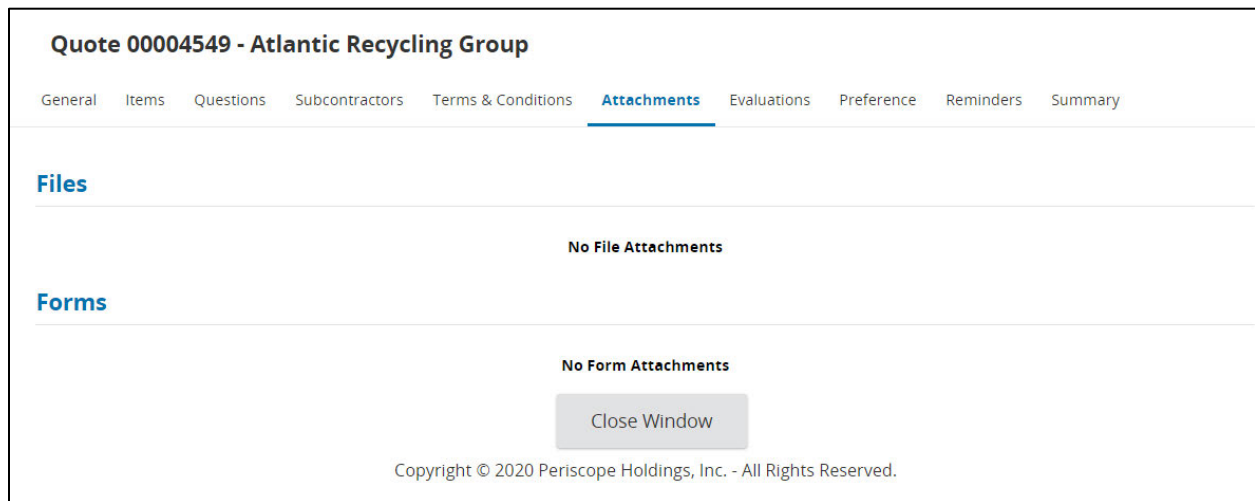 Quote 00004549 - Atlantic Recycling Group
General Items Questions Subcontractors Terms & Conditions Attachments Evaluations Preference Reminders Summary
Files
No File Attachments
Forms
No Form Attachments
Close Window
Copyright © 2020 Periscope Holdings, Inc. - All Rights Reserved.